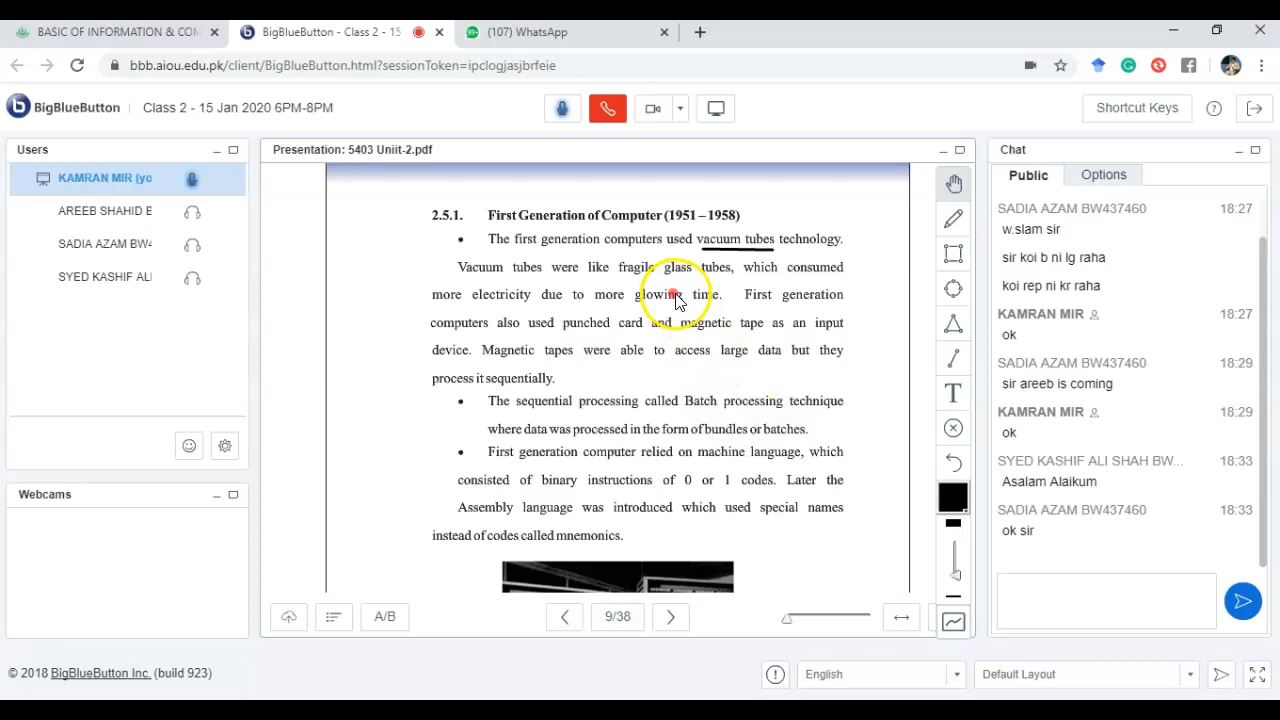 BASIC OF INFORMATION & COM
BigBlueButton - Class 2 - 15
(107) WhatsApp
bbb.aiou.edu.pk/client/BigBlueButton.html?sessionToken=ipclogjasjbrfeie
BigBlueButton
Class 2 - 15 Jan 2020 6PM-8PM
Shortcut Keys
Users
KAMRAN MIR (yo
AREEB SHAHID B
SADIA AZAM BW4
SYED KASHIF ALI
Webcams
Presentation: 5403 Uniit-2.pdf
2.5.1. First Generation of Computer (1951 – 1958)
• The first generation computers used vacuum tubes technology.
Vacuum tubes were like fragile glass tubes, which consumed
more electricity due to more glowing time. First generation
computers also used punched card and magnetic tape as an input
device. Magnetic tapes were able to access large data but they
process it sequentially.
• The sequential processing called Batch processing technique
where data was processed in the form of bundles or batches.
• First generation computer relied on machine language, which
consisted of binary instructions of 0 or 1 codes. Later the
Assembly language was introduced which used special names
instead of codes called mnemonics.
A/B
9/38
T
Chat
Public
Options
SADIA AZAM BW437460 18:27
w.slam sir
sir koi b ni lg raha
koi rep ni kr raha
KAMRAN MIR 18:27
ok
SADIA AZAM BW437460 18:29
sir areeb is coming
KAMRAN MIR 18:29
ok
SYED KASHIF ALI SHAH BW... 18:33
Asalam Alaikum
SADIA AZAM BW437460 18:33
ok sir
© 2018 BigBlueButton Inc. (build 923)
English
Default Layout